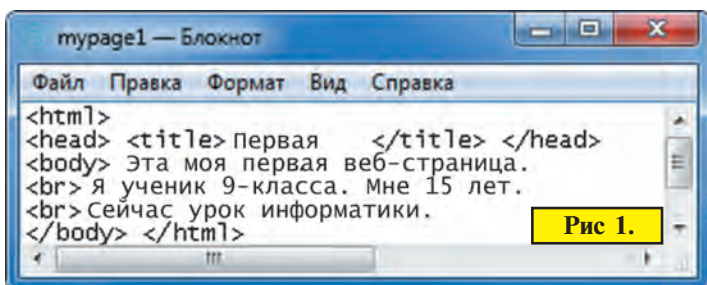 mypage1 — Блокнот
Файл Правка Формат Вид Справка
<html>
<head> <title> Первая </title> </head>
<body> Эта моя первая веб-страница.
<br> Я ученик 9-класса. Мне 15 лет.
<br> Сейчас урок информатики.
</body> </html>
Рис 1.